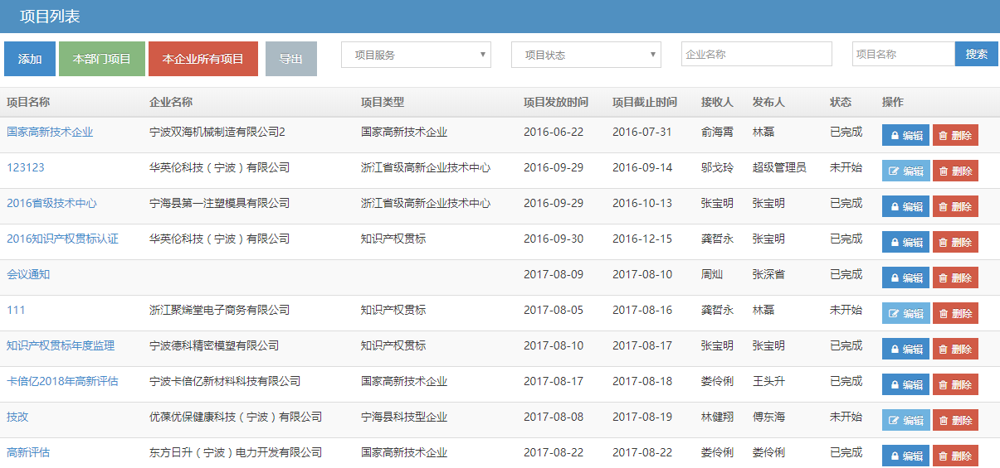 项目列表
添加 本部门项目 本企业所有项目 导出 项目服务 项目状态 企业名称 项目名称 搜索
项目名称 企业名称 项目类型 项目发放时间 项目截止时间 接收人 发布人 状态 操作
国家高新技术企业 宁波双海机械制造有限公司2 国家高新技术企业 2016-06-22 2016-07-31 俞海霄 林磊 已完成 编辑 删除
123123 华英伦科技（宁波）有限公司 浙江省级高新企业技术中心 2016-09-29 2016-09-14 邬戈玲 超级管理员 未开始 编辑 删除
2016省级技术中心 宁海县第一注塑模具有限公司 浙江省级高新企业技术中心 2016-09-29 2016-10-13 张宝明 张宝明 已完成 编辑 删除
2016知识产权贯标认证 华英伦科技（宁波）有限公司 知识产权贯标 2016-09-30 2016-12-15 龚哲永 张宝明 已完成 编辑 删除
会议通知 2017-08-09 2017-08-10 周灿 张深省 已完成 编辑 删除
111 浙江聚烯堂电子商务有限公司 知识产权贯标 2017-08-05 2017-08-16 龚哲永 林磊 未开始 编辑 删除
知识产权贯标年度监理 宁波德科精密模塑有限公司 知识产权贯标 2017-08-10 2017-08-17 张宝明 张宝明 已完成 编辑 删除
卡倍亿2018年高新评估 宁波卡倍亿新材料科技有限公司 国家高新技术企业 2017-08-17 2017-08-18 娄伶俐 王头升 已完成 编辑 删除
技改 优葆优保健康科技（宁波）有限公司 宁海县科技型企业 2017-08-08 2017-08-19 林健翔 傅东海 未开始 编辑 删除
高新评估 东方日升（宁波）电力开发有限公司 国家高新技术企业 2017-08-22 2017-08-22 娄伶俐 娄伶俐 已完成 编辑 删除